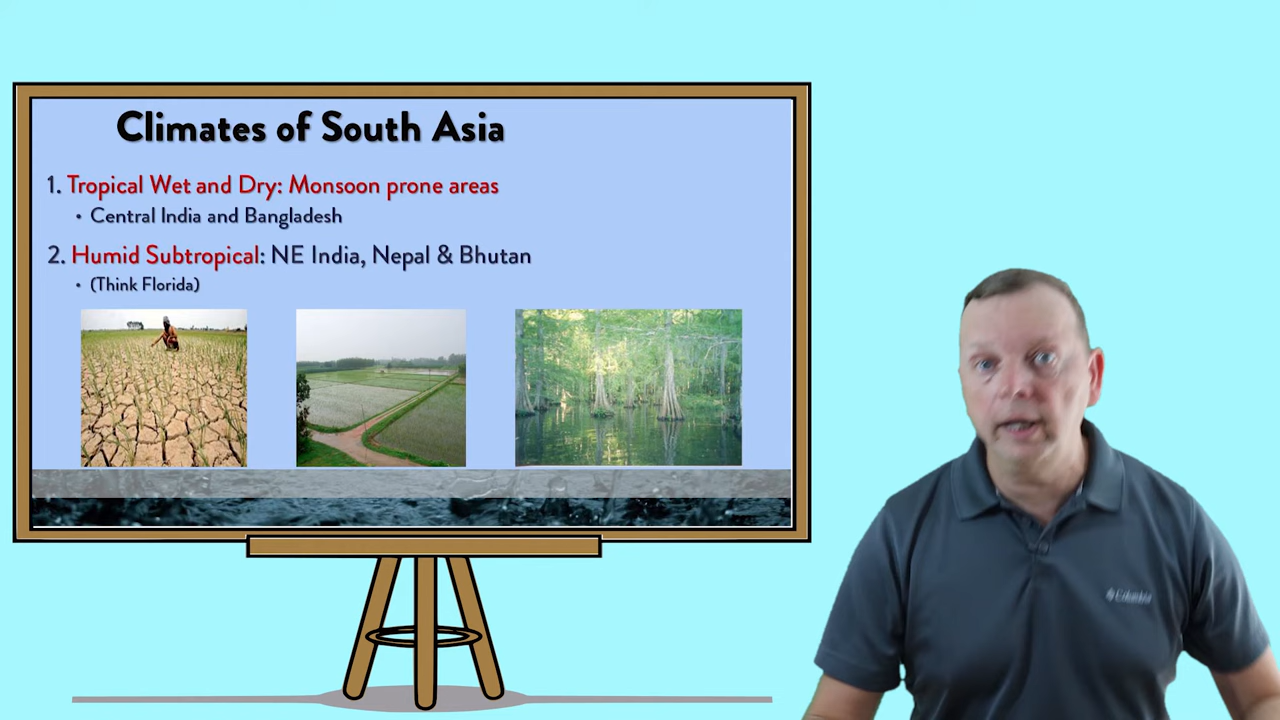 Climates of South Asia
1. Tropical Wet and Dry: Monsoon prone areas
• Central India and Bangladesh
2. Humid Subtropical: NE India, Nepal & Bhutan
• (Think Florida)
Columbia